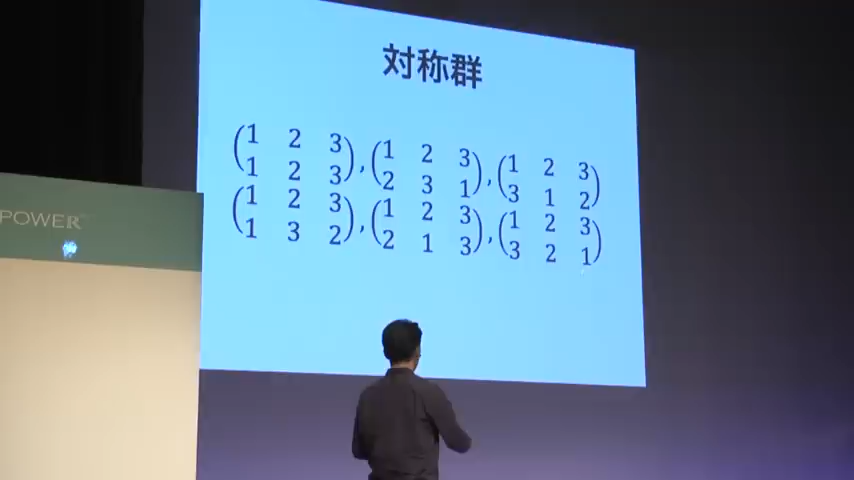 対称群
(1 2 3
1 2 3), (1 2 3
2 3 1), (1 2 3
3 1 2)
(1 2 3
1 3 2), (1 2 3
2 1 3), (1 2 3
3 2 1)
POWER